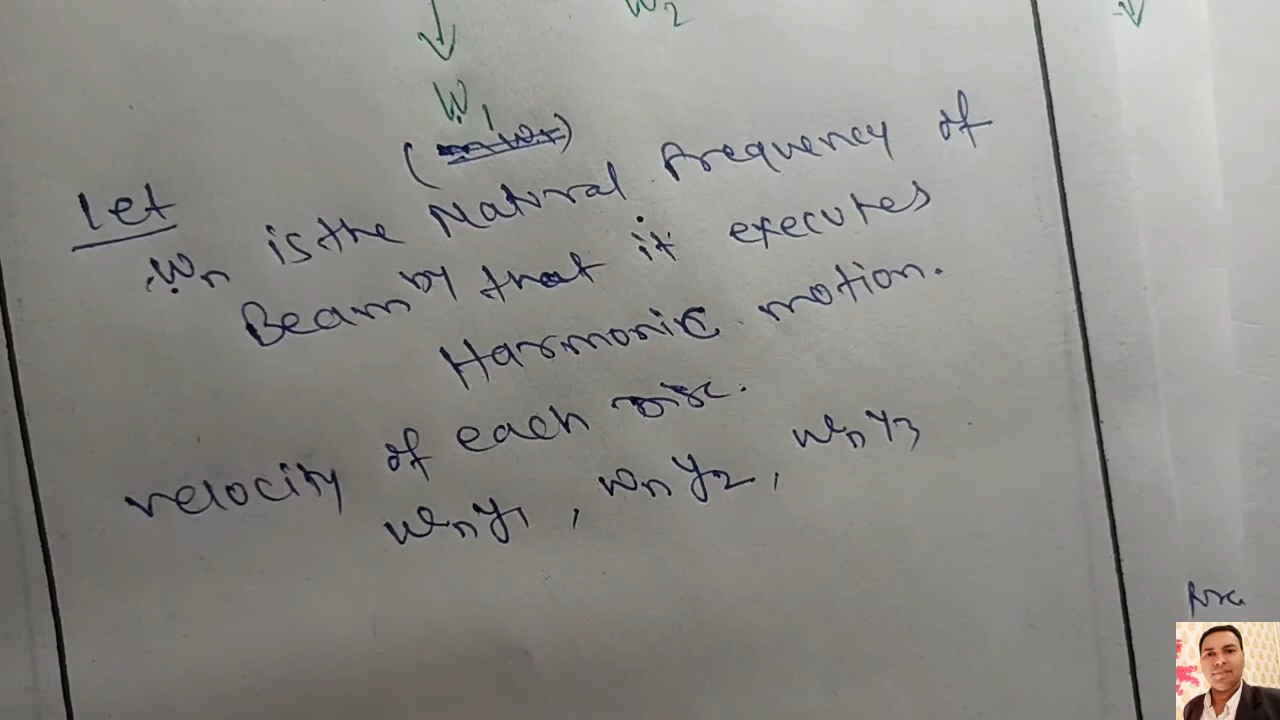 W2
W1
Let
Wn is the Natural frequency of
Beam by that it executes
Harmonic motion.
velocity of each disc.
Wny1, Wny2, Wny3